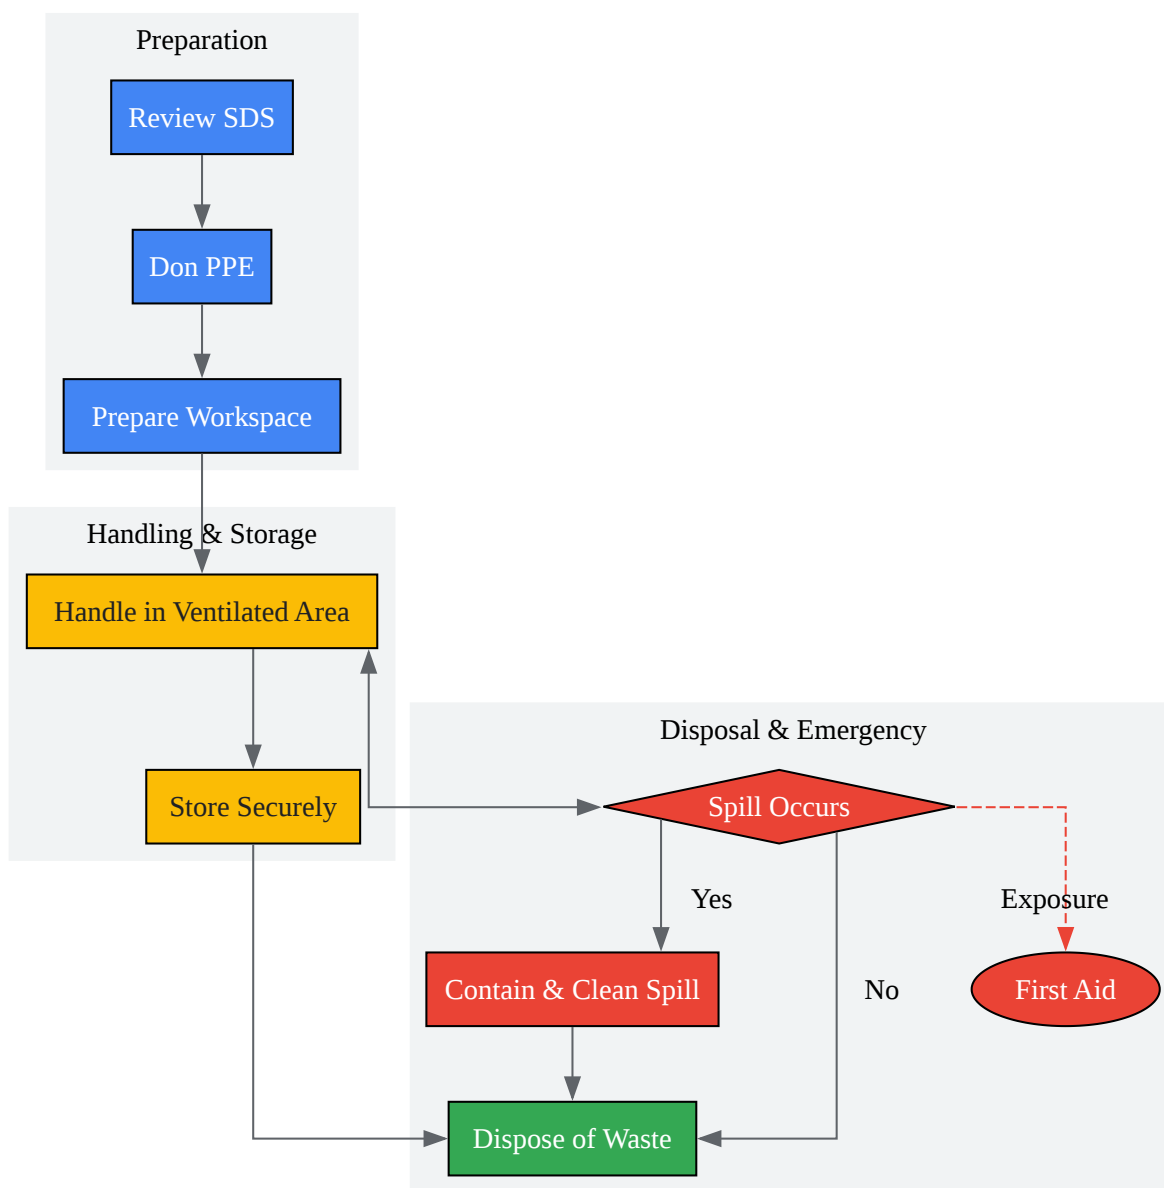 Preparation
Review SDS
Don PPE
Prepare Workspace
Handling & Storage
Handle in Ventilated Area
Store Securely
Disposal & Emergency
Spill Occurs
Yes
Exposure
Contain & Clean Spill
No
First Aid
Dispose of Waste